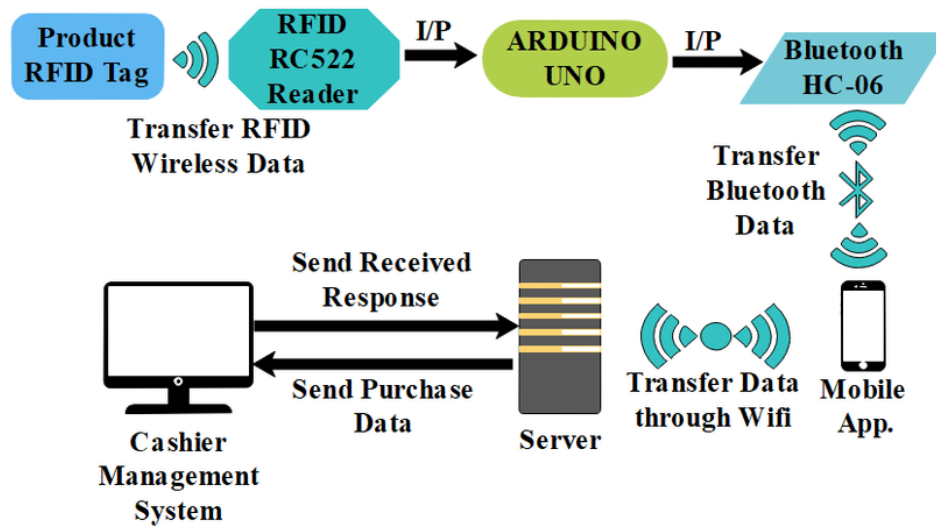 Product
RFID Tag
RFID
RC522
Reader
I/P
ARDUINO
UNO
I/P
Bluetooth
HC-06
Transfer RFID
Wireless Data
Transfer
Bluetooth
Data
Send Received
Response
Send Purchase
Data
Cashier
Management
System
Server
Transfer Data
through Wifi
Mobile
App.